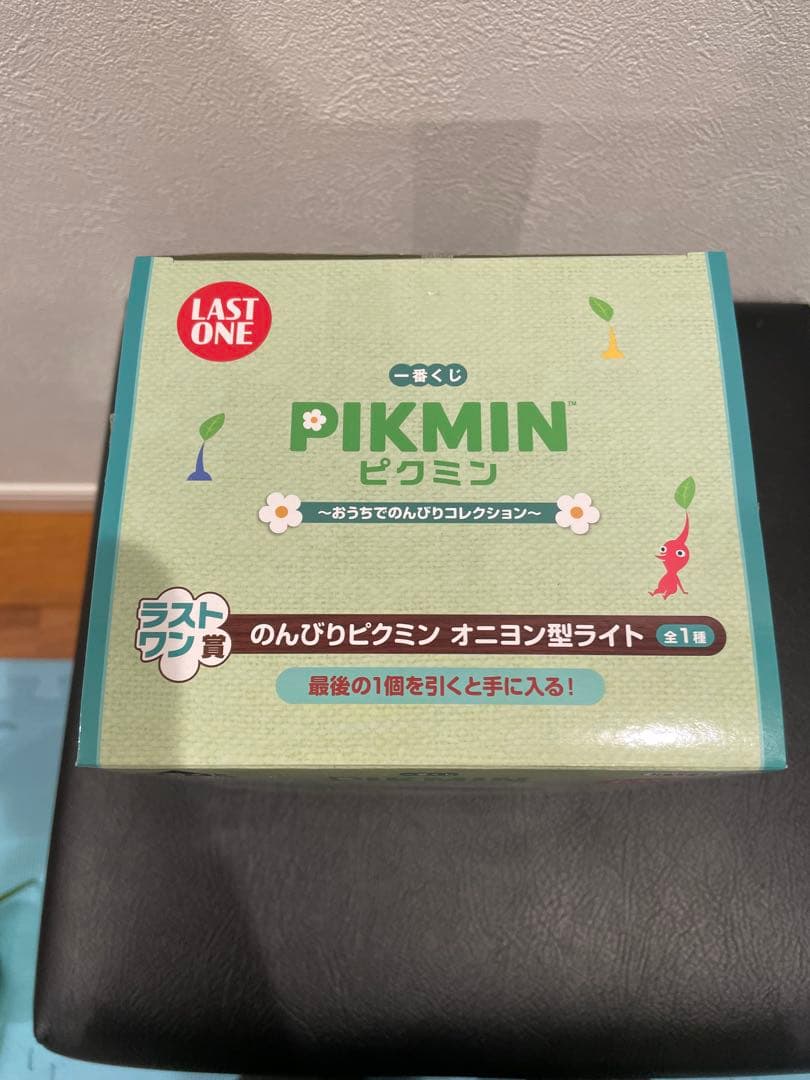 LAST
ONE
一番くじ
PIKMIN™
ピクミン
～おうちでのんびりコレクション～
ラスト
ワン賞
のんびりピクミン オニヨン型ライト 全1種
最後の1個を引くと手に入る!
PIKMIN